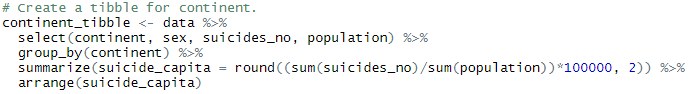 # Create a tibble for continent.
continent_tibble <- data %>%
  select(continent, sex, suicides_no, population) %>%
  group_by(continent) %>%
  summarize(suicide_capita = round((sum(suicides_no)/sum(population))*100000, 2)) %>%
  arrange(suicide_capita)